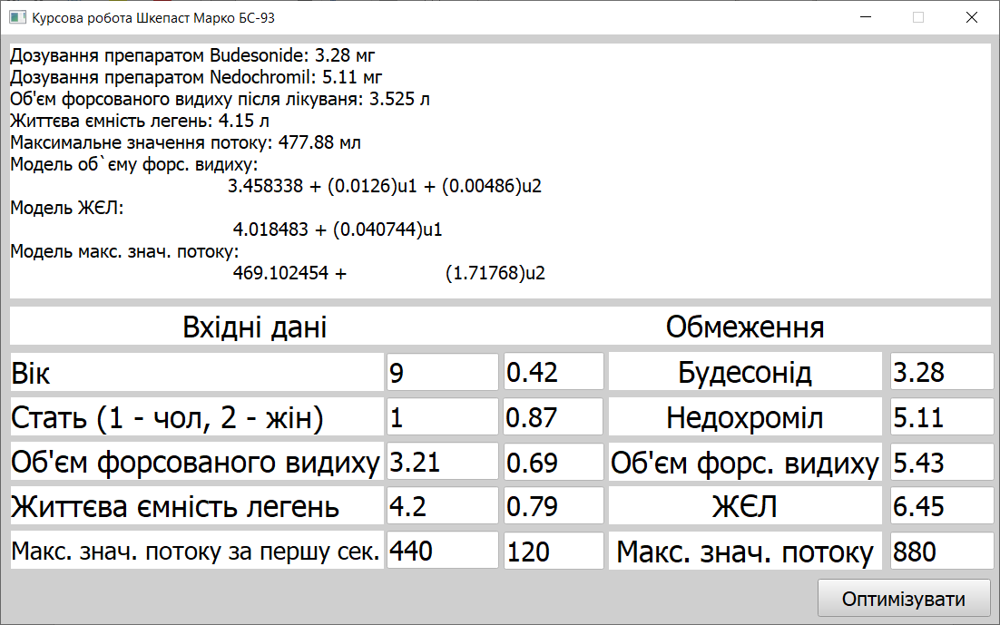 Курсова робота Шкепаст Марко БС-93
Дозування препаратом Budesonide: 3.28 мг
Дозування препаратом Nedochromil: 5.11 мг
Об'єм форсованого видиху після лікуваня: 3.525 л
Життєва ємність легень: 4.15 л
Максимальне значення потоку: 477.88 мл
Модель об`єму форс. видиху:
3.458338 + (0.0126)u1 + (0.00486)u2
Модель ЖЄЛ:
4.018483 + (0.040744)u1
Модель макс. знач. потоку:
469.102454 + (1.71768)u2
Вхідні дані Обмеження
Вік 9 0.42 Будесонід 3.28
Стать (1 - чол, 2 - жін) 1 0.87 Недохроміл 5.11
Об'єм форсованого видиху 3.21 0.69 Об'єм форс. видиху 5.43
Життєва ємність легень 4.2 0.79 ЖЄЛ 6.45
Макс. знач. потоку за першу сек. 440 120 Макс. знач. потоку 880
Оптимізувати